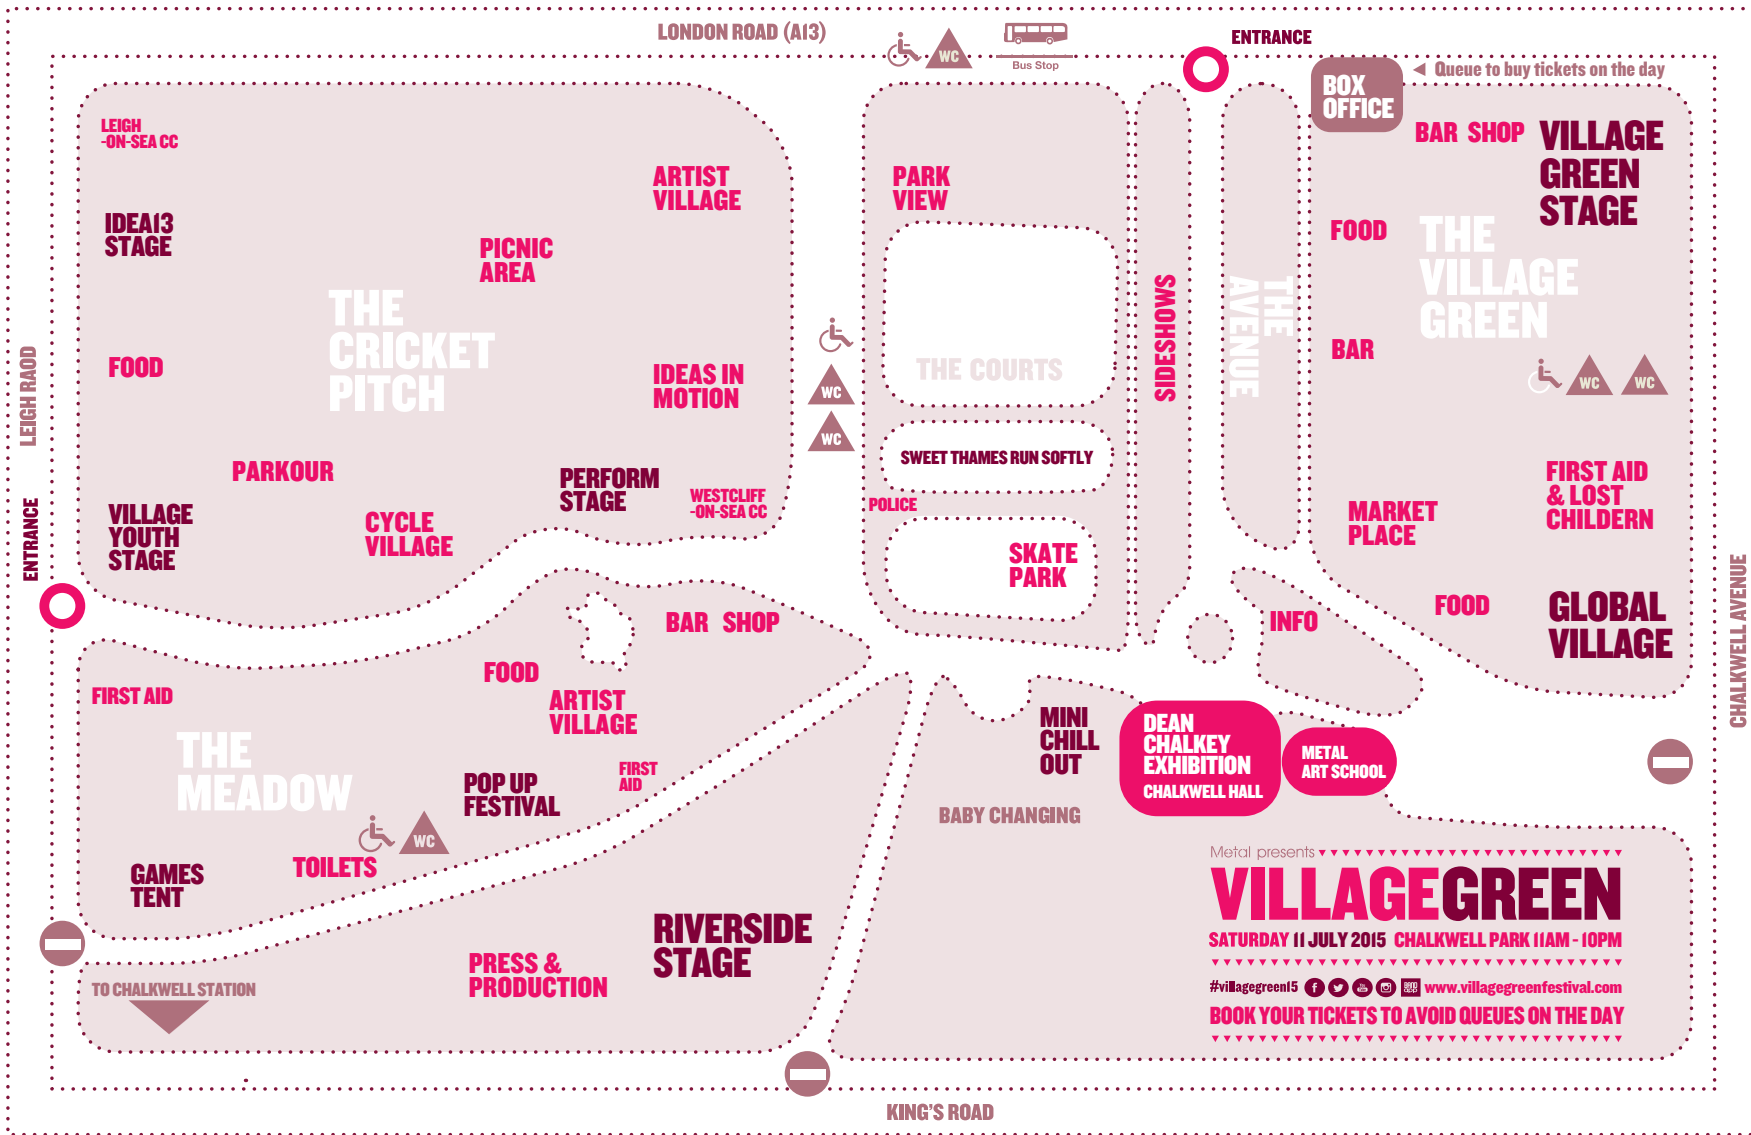 LONDON ROAD (A13)
WC
Bus Stop
ENTRANCE
BOX
OFFICE
Queue to buy tickets on the day
LEIGH
-ON-SEA CC
IDEA13
STAGE
ARTIST
VILLAGE
PICNIC
AREA
THE
CRICKET
PITCH
FOOD
IDEAS IN
MOTION
PARKOUR
PERFORM
STAGE
WESTCLIFF
-ON-SEA CC
VILLAGE
YOUTH
STAGE
CYCLE
VILLAGE
LEIGH RAOD
ENTRANCE
WC
WC
PARK
VIEW
THE COURTS
SWEET THAMES RUN SOFTLY
POLICE
SKATE
PARK
SIDESHOWS
THE
AVENUE
BAR SHOP
VILLAGE
GREEN
STAGE
FOOD
THE
VILLAGE
GREEN
BAR
WC
WC
FIRST AID
& LOST
CHILDERN
MARKET
PLACE
FOOD
GLOBAL
VILLAGE
INFO
CHALKWELL AVENUE
BAR SHOP
FOOD
ARTIST
VILLAGE
FIRST AID
THE
MEADOW
POP UP
FESTIVAL
FIRST
AID
WC
TOILETS
GAMES
TENT
MINI
CHILL
OUT
DEAN
CHALKEY
EXHIBITION
CHALKWELL HALL
METAL
ART SCHOOL
BABY CHANGING
RIVERSIDE
STAGE
PRESS &
PRODUCTION
TO CHALKWELL STATION
Metal presents
VILLAGEGREEN
SATURDAY 11 JULY 2015 CHALKWELL PARK 11AM - 10PM
#villagegreen15 www.villagegreenfestival.com
BOOK YOUR TICKETS TO AVOID QUEUES ON THE DAY
KING'S ROAD